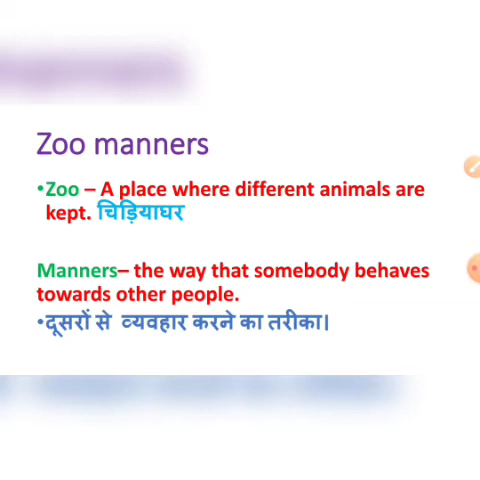 Zoo manners
•Zoo – A place where different animals are
kept. चिड़ियाघर
Manners– the way that somebody behaves
towards other people.
•दूसरों से व्यवहार करने का तरीका।